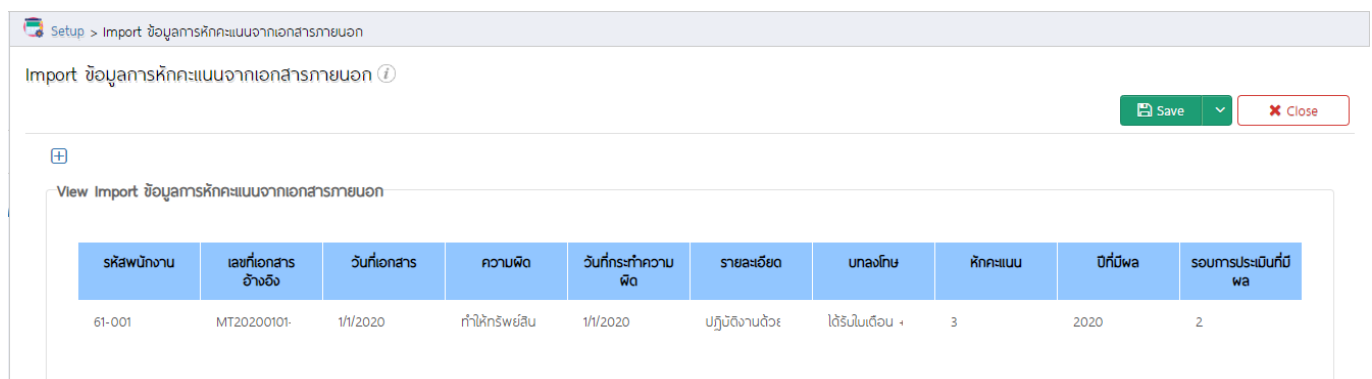 Setup > Import ข้อมูลการหักคะแนนจากเอกสารภายนอก
Import ข้อมูลการหักคะแนนจากเอกสารภายนอก i
Save Close
View Import ข้อมูลการหักคะแนนจากเอกสารภายนอก
รหัสพนักงาน เลขที่เอกสาร วันที่เอกสาร ความผิด วันที่กระทำความ รายละเอียด บทลงโทษ หักคะแนน ปีที่มีผล รอบการประเมินที่มี
อ้างอิง ผิด ผล
61-001 MT20200101- 1/1/2020 ทำให้ทรัพย์สิน 1/1/2020 ปฏิบัติงานด้วย ได้รับใบเตือน 3 2020 2